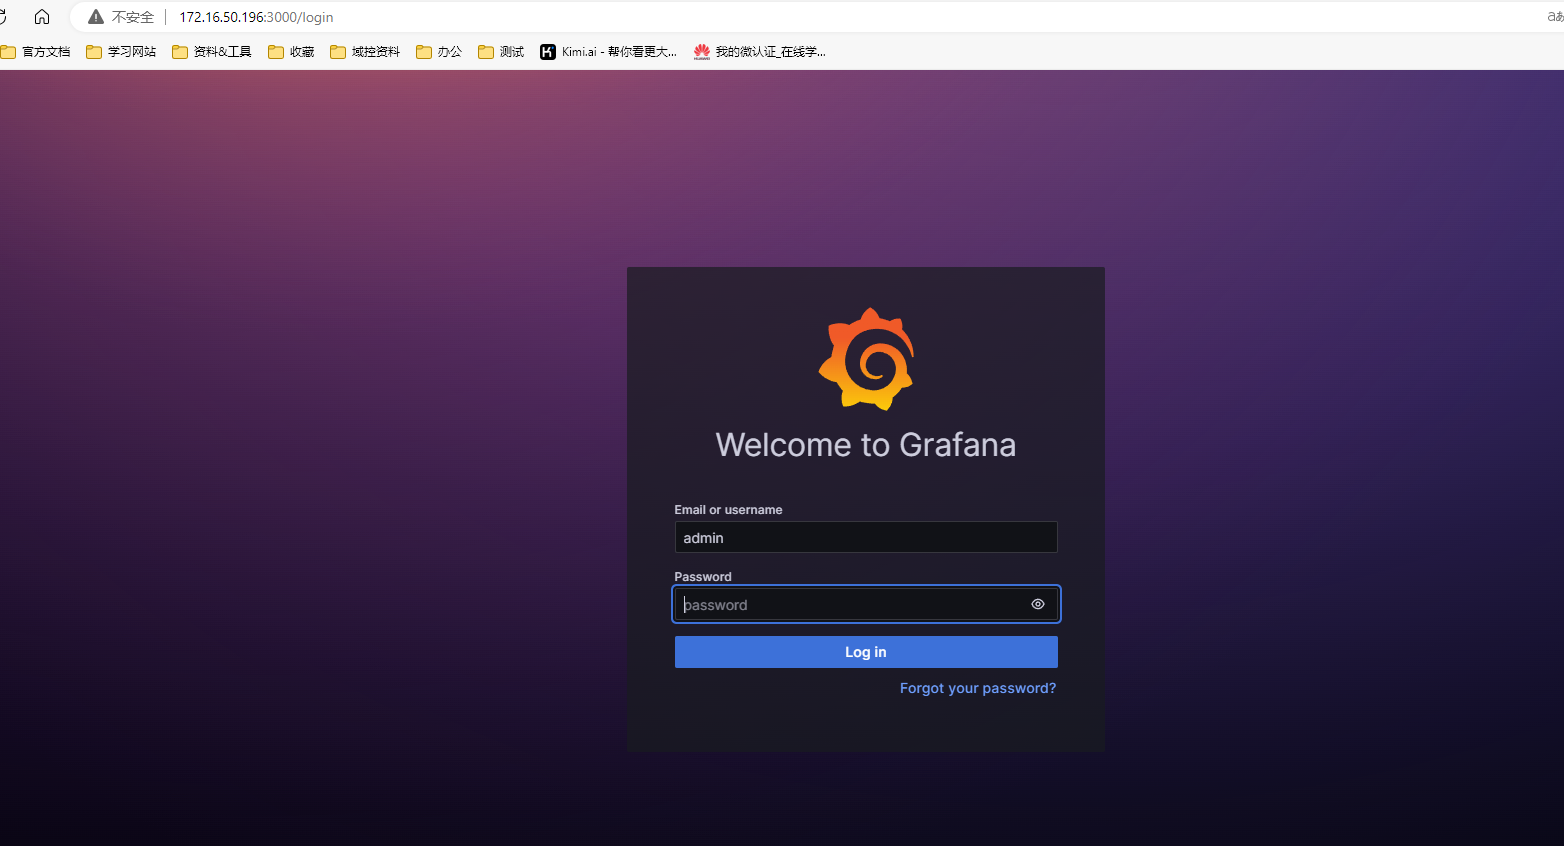 不安全 172.16.50.196:3000/login aあ
官方文档 学习网站 资料&工具 收藏 域控资料 办公 测试 Kimi.ai - 帮你看更大... 我的微认证_在线学...
Welcome to Grafana
Email or username
admin
Password
password
Log in
Forgot your password?